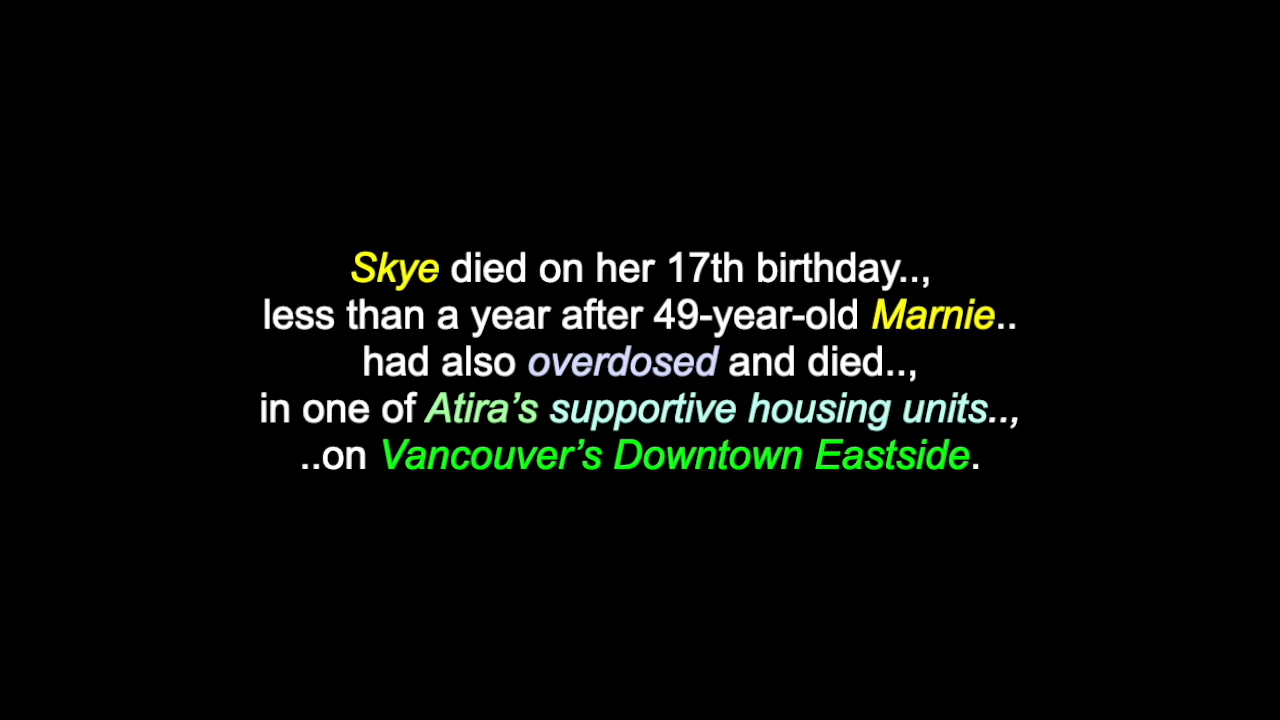 Skye died on her 17th birthday..,
less than a year after 49-year-old Marnie..
had also overdosed and died..,
in one of Atira’s supportive housing units..,
..on Vancouver’s Downtown Eastside.